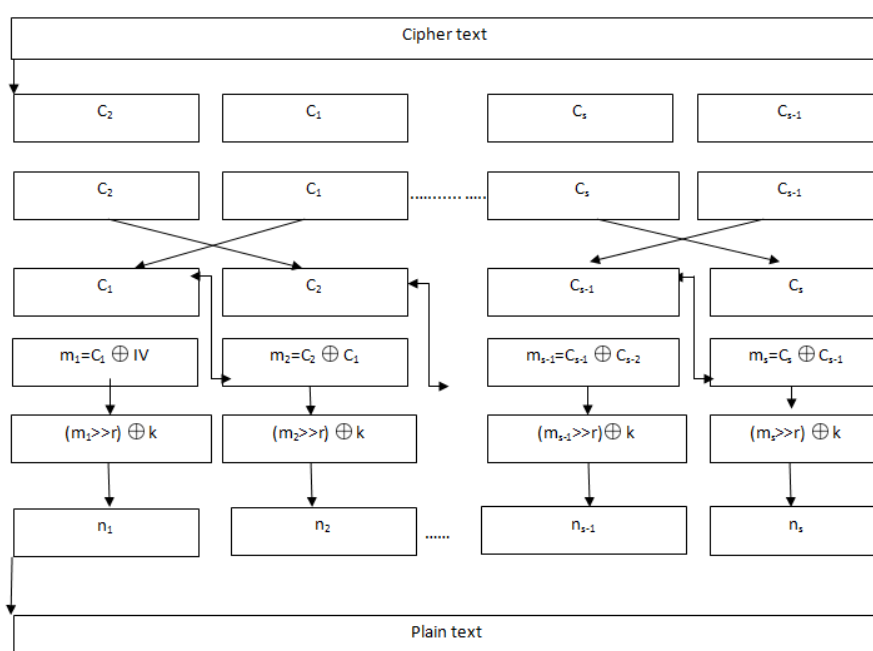 Cipher text
C₂ C₁ Cₛ Cₛ₋₁
C₂ C₁ ................ Cₛ Cₛ₋₁
C₁ C₂ Cₛ₋₁ Cₛ
m₁=C₁ ⊕ IV m₂=C₂ ⊕ C₁ mₛ₋₁=Cₛ₋₁ ⊕ Cₛ₋₂ mₛ=Cₛ ⊕ Cₛ₋₁
(m₁>>r) ⊕ k (m₂>>r) ⊕ k (mₛ₋₁>>r) ⊕ k (mₛ>>r) ⊕ k
n₁ n₂ ...... nₛ₋₁ nₛ
Plain text